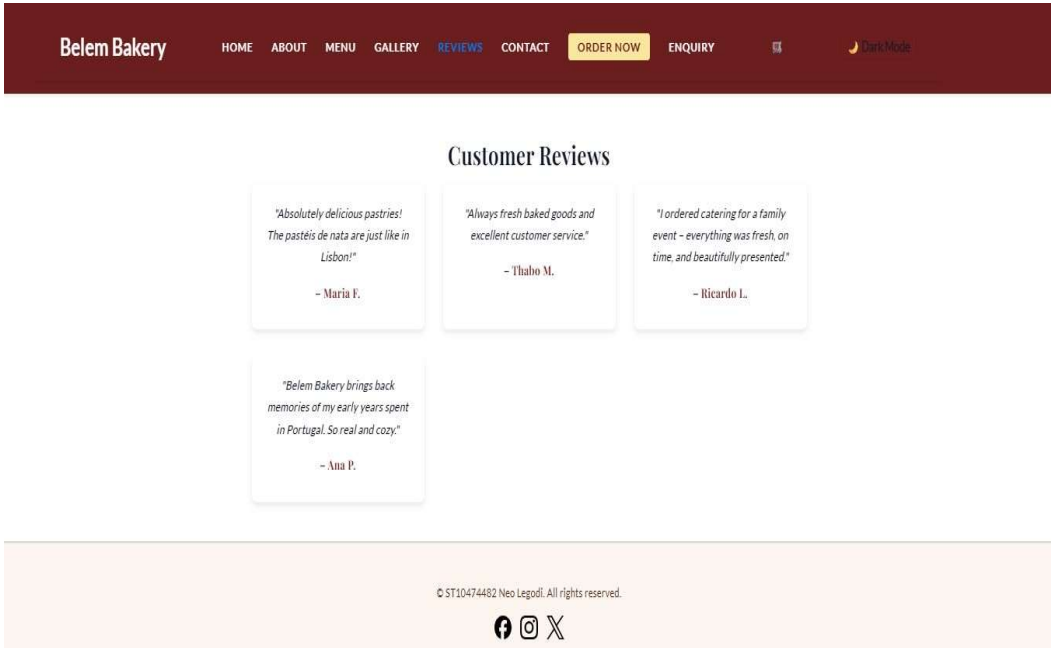 Belem Bakery HOME ABOUT MENU GALLERY REVIEWS CONTACT ORDER NOW ENQUIRY Dark Mode
Customer Reviews
"Absolutely delicious pastries!
The pastéis de nata are just like in
Lisbon!"
– Maria F.
"Always fresh baked goods and
excellent customer service."
– Thabo M.
"I ordered catering for a family
event – everything was fresh, on
time, and beautifully presented."
– Ricardo L.
"Belem Bakery brings back
memories of my early years spent
in Portugal. So real and cozy."
– Ana P.
© ST10474482 Neo Legodi. All rights reserved.